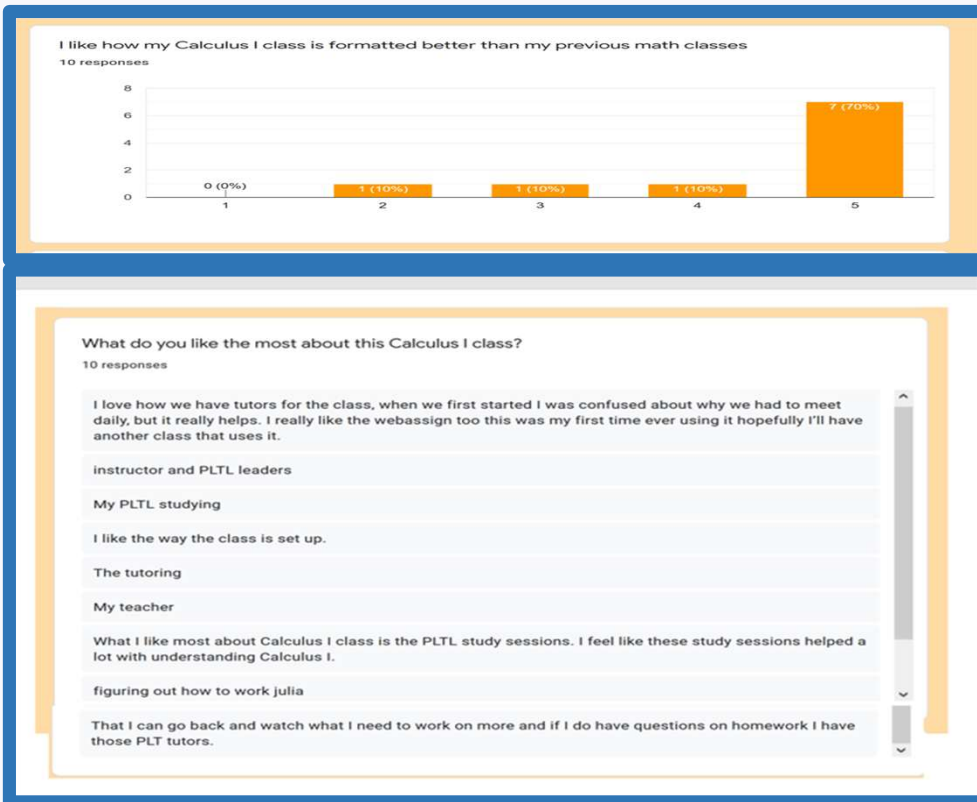 I like how my Calculus I class is formatted better than my previous math classes
10 responses
8
6
4
2
0
0 (0%)
1 (10%)
1 (10%)
1 (10%)
7 (70%)
1
2
3
4
5
What do you like the most about this Calculus I class?
10 responses
I love how we have tutors for the class, when we first started I was confused about why we had to meet
daily, but it really helps. I really like the webassign too this was my first time ever using it hopefully I'll have
another class that uses it.
instructor and PLTL leaders
My PLTL studying
I like the way the class is set up.
The tutoring
My teacher
What I like most about Calculus I class is the PLTL study sessions. I feel like these study sessions helped a
lot with understanding Calculus I.
figuring out how to work julia
That I can go back and watch what I need to work on more and if I do have questions on homework I have
those PLT tutors.